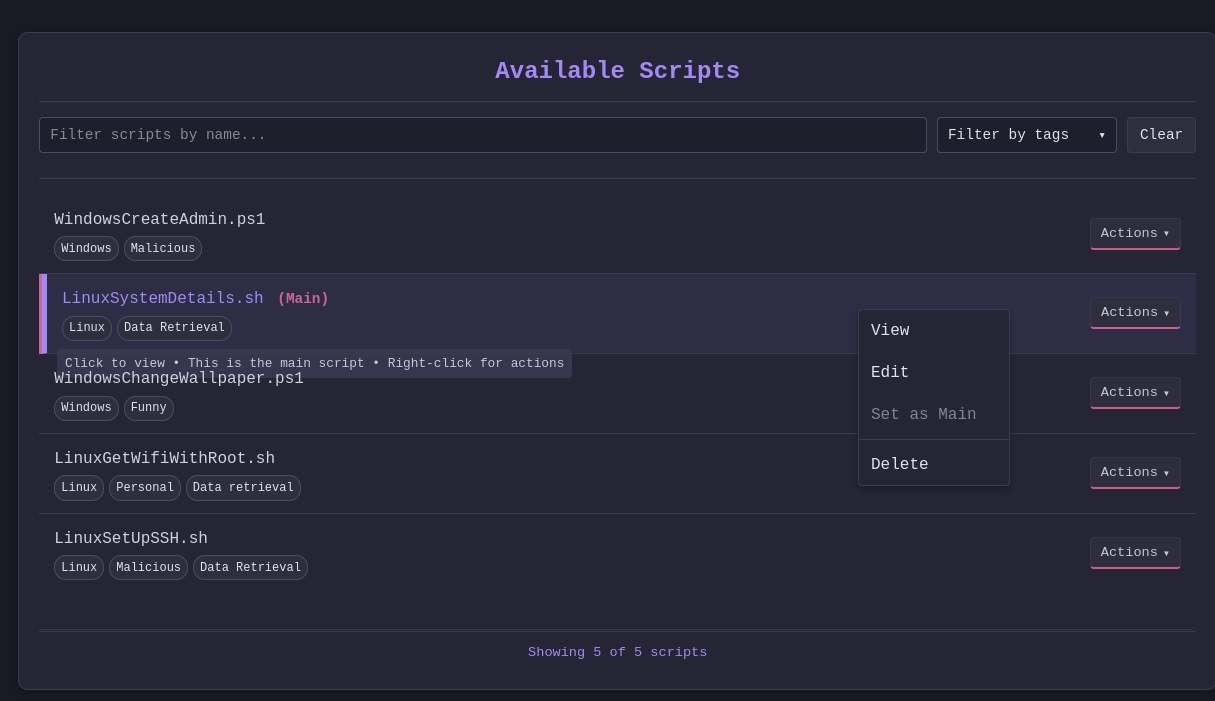 Available Scripts
Filter scripts by name...
Filter by tags ▾
Clear
WindowsCreateAdmin.ps1
Windows Malicious
Actions ▾
LinuxSystemDetails.sh (Main)
Linux Data Retrieval
Actions ▾
Click to view • This is the main script • Right-click for actions
View
Edit
Set as Main
Delete
WindowsChangeWallpaper.ps1
Windows Funny
Actions ▾
LinuxGetWifiWithRoot.sh
Linux Personal Data retrieval
Actions ▾
LinuxSetUpSSH.sh
Linux Malicious Data Retrieval
Actions ▾
Showing 5 of 5 scripts